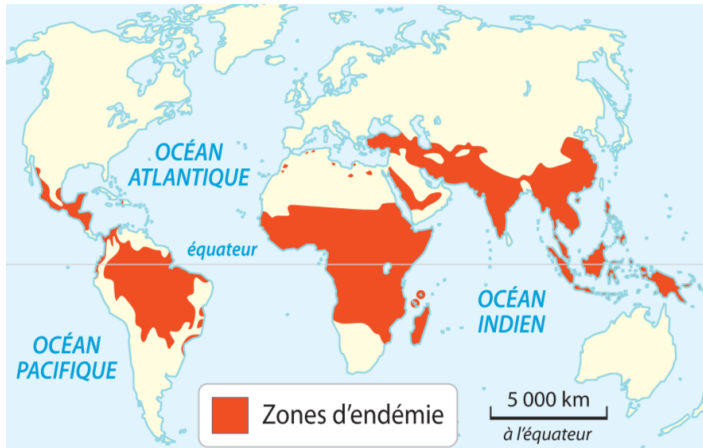 OCÉAN
ATLANTIQUE
équateur
OCÉAN
INDIEN
OCÉAN
PACIFIQUE
Zones d'endémie
5 000 km
à l'équateur